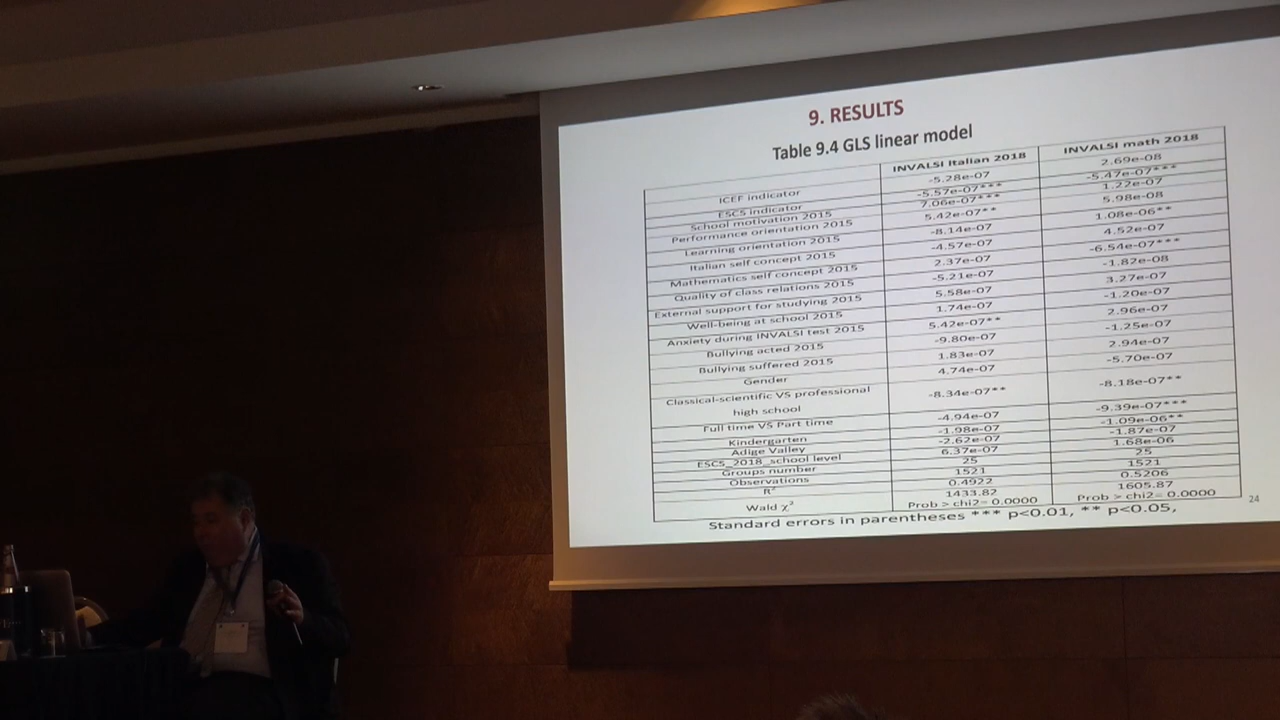 9. RESULTS
Table 9.4 GLS linear model
INVALSI Italian 2018 INVALSI math 2018
ICEF indicator -5.28e-07 2.69e-08
ESCS indicator -5.57e-07*** -5.47e-07***
School motivation 2015 7.06e-07*** 1.22e-07
Performance orientation 2015 5.42e-07** 5.98e-08
Learning orientation 2015 -8.14e-07 1.08e-06**
Italian self concept 2015 -4.57e-07 4.52e-07
Mathematics self concept 2015 2.37e-07 -6.54e-07***
Quality of class relations 2015 -5.21e-07 -1.82e-08
External support for studying 2015 5.58e-07 3.27e-07
Well-being at school 2015 1.74e-07 -1.20e-07
Anxiety during INVALSI test 2015 5.42e-07** 2.96e-07
Bullying acted 2015 -9.80e-07 -1.25e-07
Bullying suffered 2015 1.83e-07 2.94e-07
Gender 4.74e-07 -5.70e-07
Classical-scientific VS professional
high school -8.34e-07** -8.18e-07**
Full time VS Part time -4.94e-07 -9.39e-07***
Kindergarten -1.98e-07 -1.09e-06**
Adige Valley -2.62e-07 -1.87e-07
ESCS_2018_school level 6.37e-07 1.68e-06
Groups number 25 25
Observations 1521 1521
R² 0.4922 0.5206
Wald χ² 1433.82 1605.87
Prob > chi2= 0.0000 Prob > chi2= 0.0000
Standard errors in parentheses *** p<0.01, ** p<0.05,
24